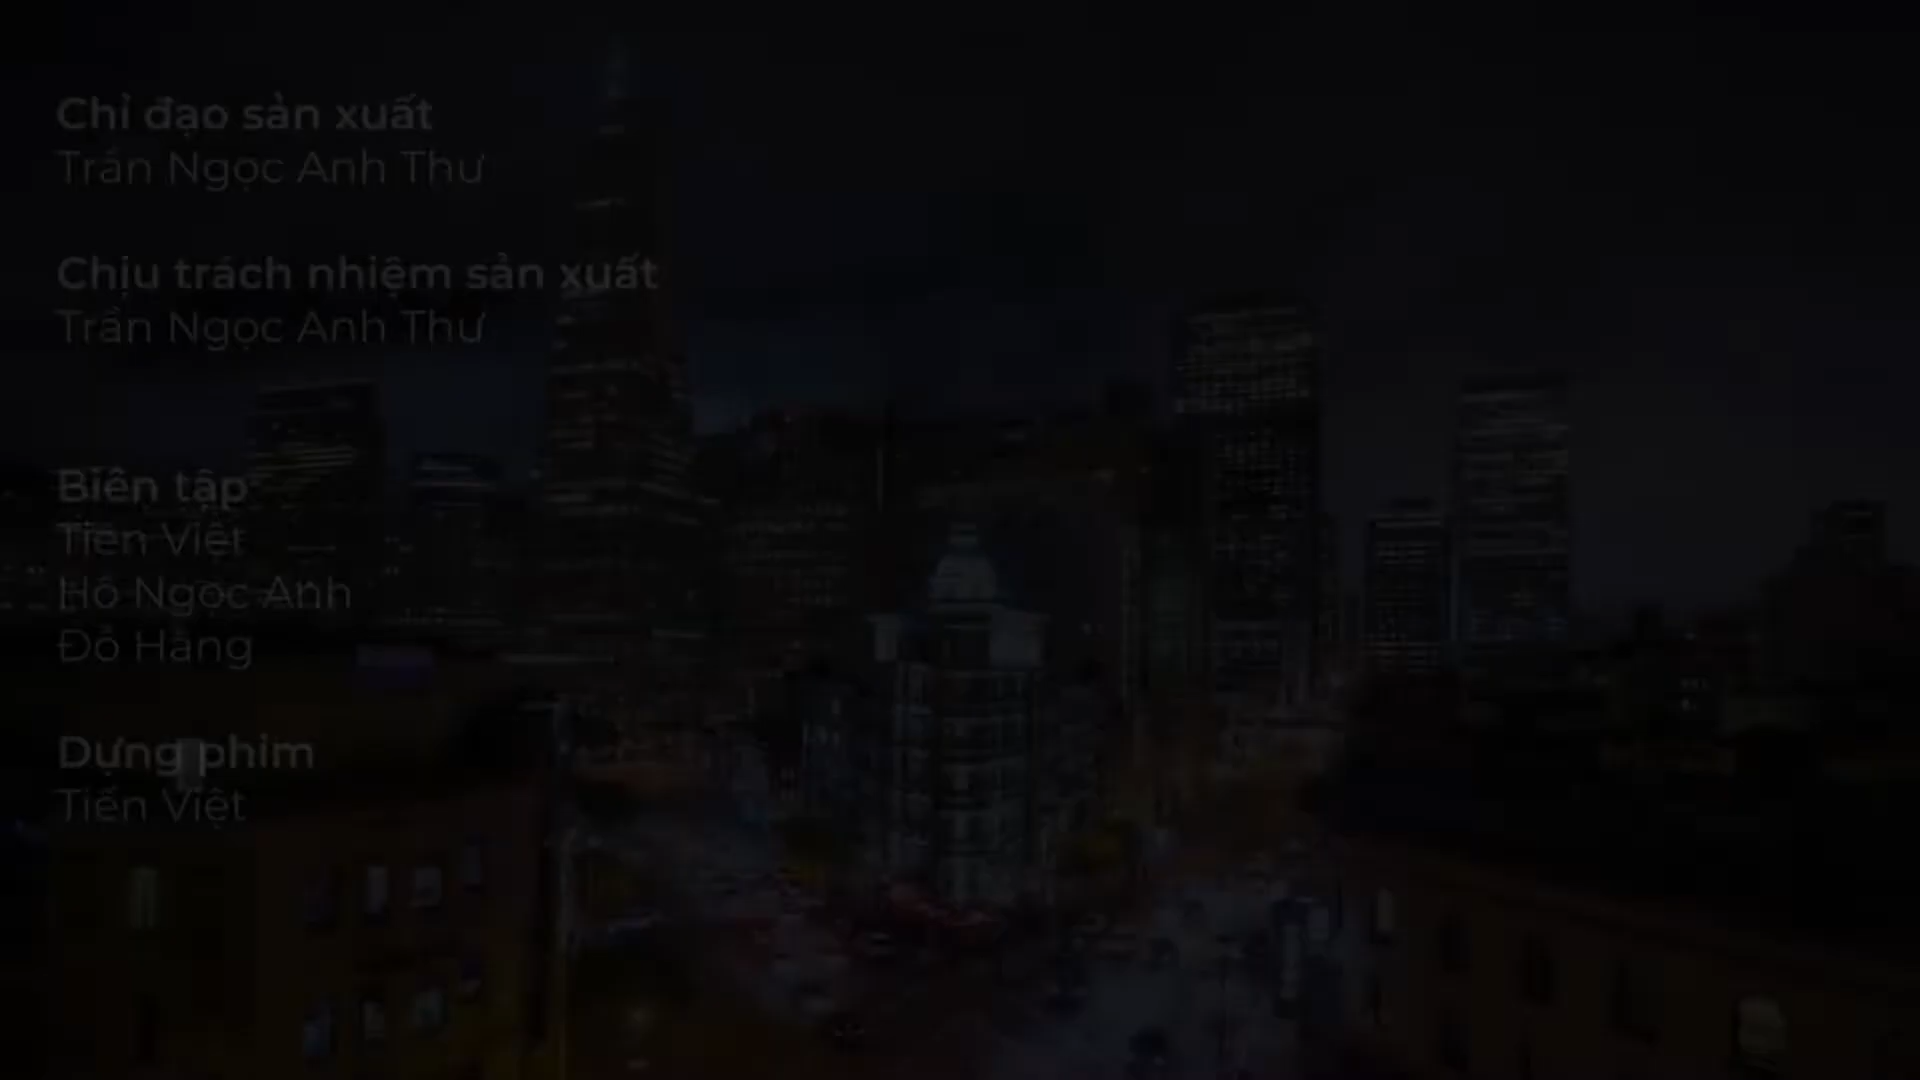 Chỉ đạo sản xuất
Trần Ngọc Anh Thư
Chịu trách nhiệm sản xuất
Trần Ngọc Anh Thư
Biên tập
Tiến Việt
Hồ Ngọc Anh
Đỗ Hằng
Dựng phim
Tiến Việt